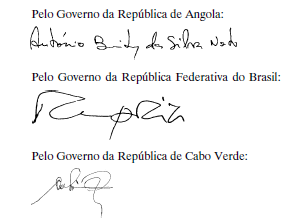 Pelo Governo da República de Angola:
António da Silva Neto
Pelo Governo da República Federativa do Brasil:
Pelo Governo da República de Cabo Verde: